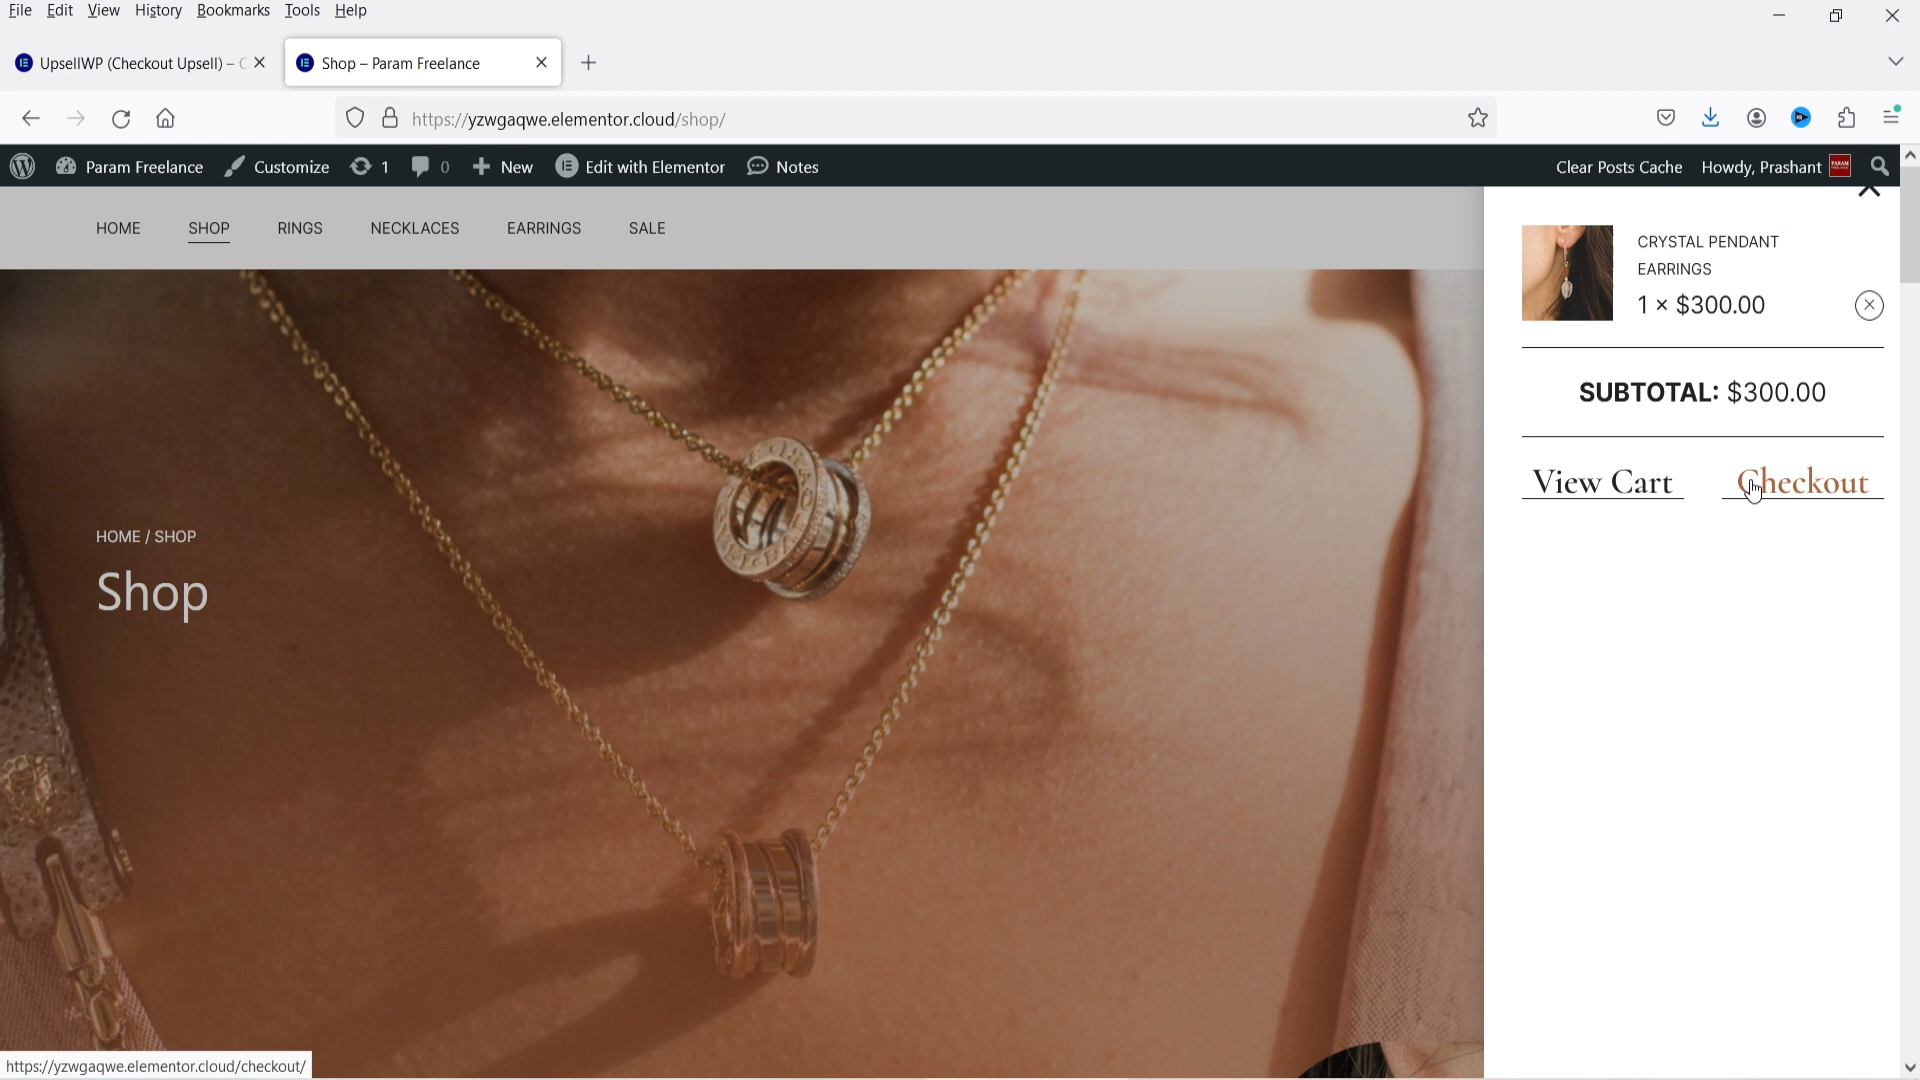 File Edit View History Bookmarks Tools Help
UpsellWP (Checkout Upsell) –
Shop – Param Freelance
https://yzwgaqwe.elementor.cloud/shop/
Param Freelance Customize 1 0 New Edit with Elementor Notes Clear Posts Cache Howdy, Prashant
HOME SHOP RINGS NECKLACES EARRINGS SALE
CRYSTAL PENDANT
EARRINGS
1 × $300.00
SUBTOTAL: $300.00
View Cart Checkout
HOME / SHOP
Shop
https://yzwgaqwe.elementor.cloud/checkout/